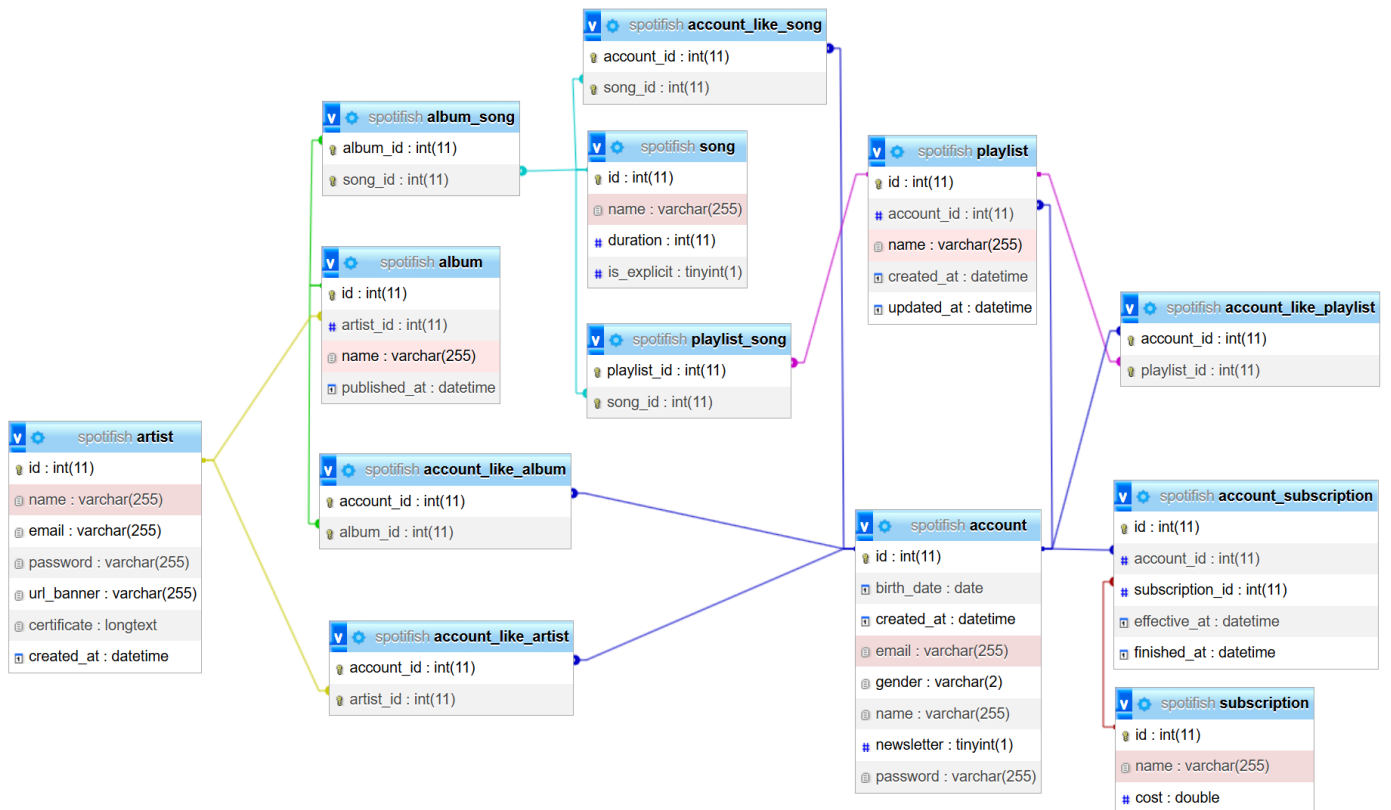 spotifish account_like_song
account_id : int(11)
song_id : int(11)
spotifish album_song
album_id : int(11)
song_id : int(11)
spotifish song
id : int(11)
name : varchar(255)
duration : int(11)
is_explicit : tinyint(1)
spotifish playlist
id : int(11)
account_id : int(11)
name : varchar(255)
created_at : datetime
updated_at : datetime
spotifish album
id : int(11)
artist_id : int(11)
name : varchar(255)
published_at : datetime
spotifish playlist_song
playlist_id : int(11)
song_id : int(11)
spotifish account_like_playlist
account_id : int(11)
playlist_id : int(11)
spotifish artist
id : int(11)
name : varchar(255)
email : varchar(255)
password : varchar(255)
url_banner : varchar(255)
certificate : longtext
created_at : datetime
spotifish account_like_album
account_id : int(11)
album_id : int(11)
spotifish account_like_artist
account_id : int(11)
artist_id : int(11)
spotifish account
id : int(11)
birth_date : date
created_at : datetime
email : varchar(255)
gender : varchar(2)
name : varchar(255)
newsletter : tinyint(1)
password : varchar(255)
spotifish account_subscription
id : int(11)
account_id : int(11)
subscription_id : int(11)
effective_at : datetime
finished_at : datetime
spotifish subscription
id : int(11)
name : varchar(255)
cost : double